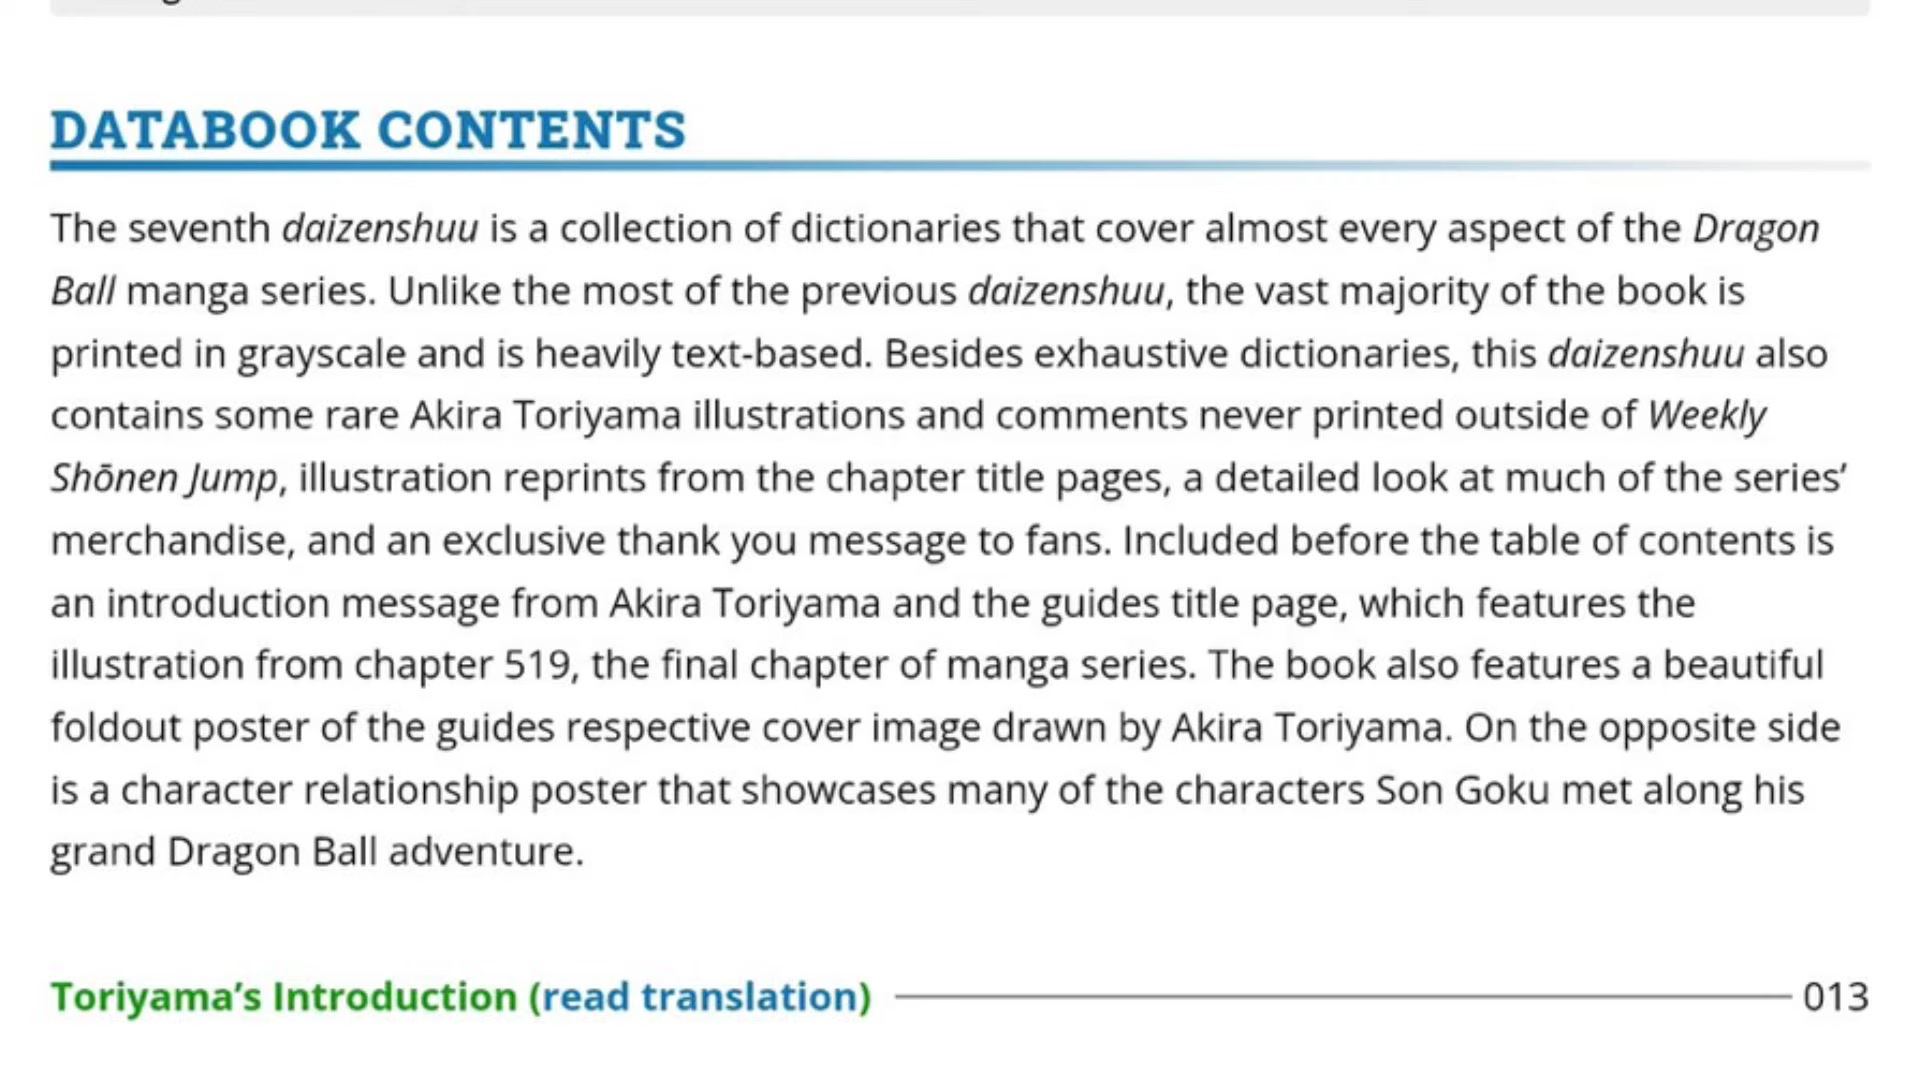 DATABOOK CONTENTS
The seventh daizenshuu is a collection of dictionaries that cover almost every aspect of the Dragon
Ball manga series. Unlike the most of the previous daizenshuu, the vast majority of the book is
printed in grayscale and is heavily text-based. Besides exhaustive dictionaries, this daizenshuu also
contains some rare Akira Toriyama illustrations and comments never printed outside of Weekly
Shōnen Jump, illustration reprints from the chapter title pages, a detailed look at much of the series’
merchandise, and an exclusive thank you message to fans. Included before the table of contents is
an introduction message from Akira Toriyama and the guides title page, which features the
illustration from chapter 519, the final chapter of manga series. The book also features a beautiful
foldout poster of the guides respective cover image drawn by Akira Toriyama. On the opposite side
is a character relationship poster that showcases many of the characters Son Goku met along his
grand Dragon Ball adventure.
Toriyama’s Introduction (read translation) 013